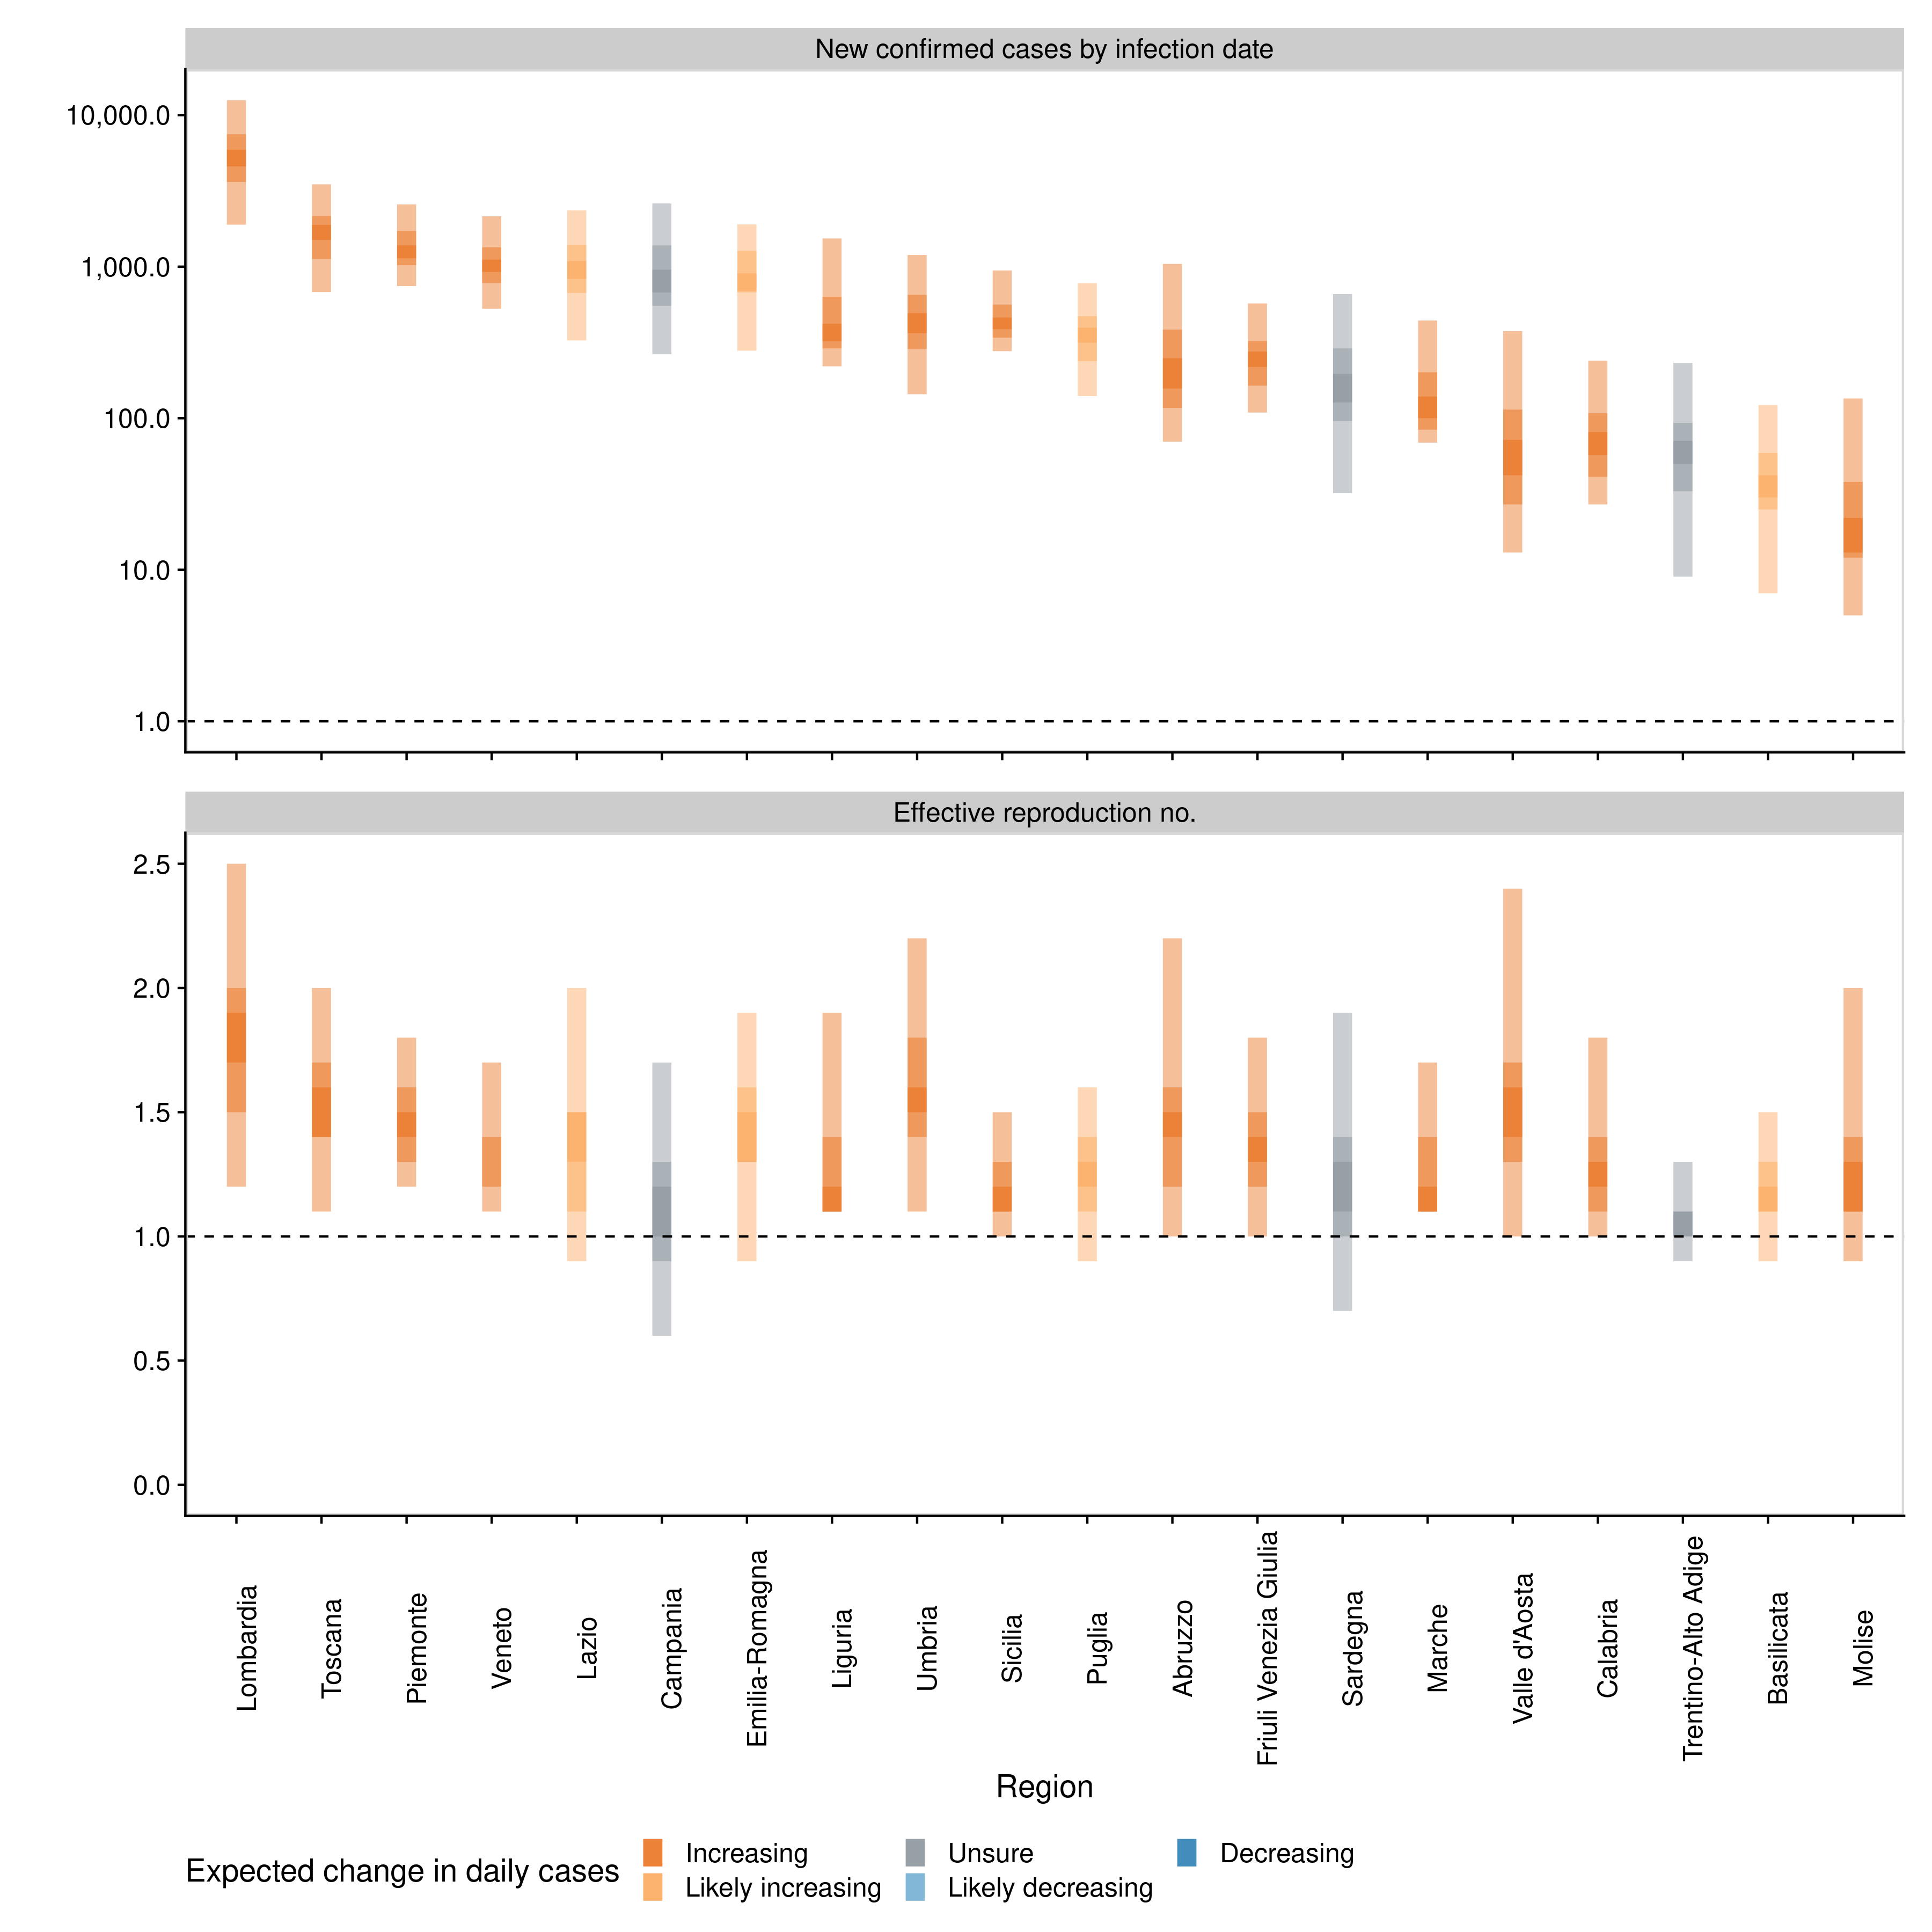 New confirmed cases by infection date
10,000.0
1,000.0
100.0
10.0
1.0
Effective reproduction no.
2.5
2.0
1.5
1.0
0.5
0.0
Lombardia
Toscana
Piemonte
Veneto
Lazio
Campania
Emilia-Romagna
Liguria
Umbria
Sicilia
Puglia
Abruzzo
Friuli Venezia Giulia
Sardegna
Marche
Valle d'Aosta
Calabria
Trentino-Alto Adige
Basilicata
Molise
Region
Expected change in daily cases
Increasing
Likely increasing
Unsure
Likely decreasing
Decreasing